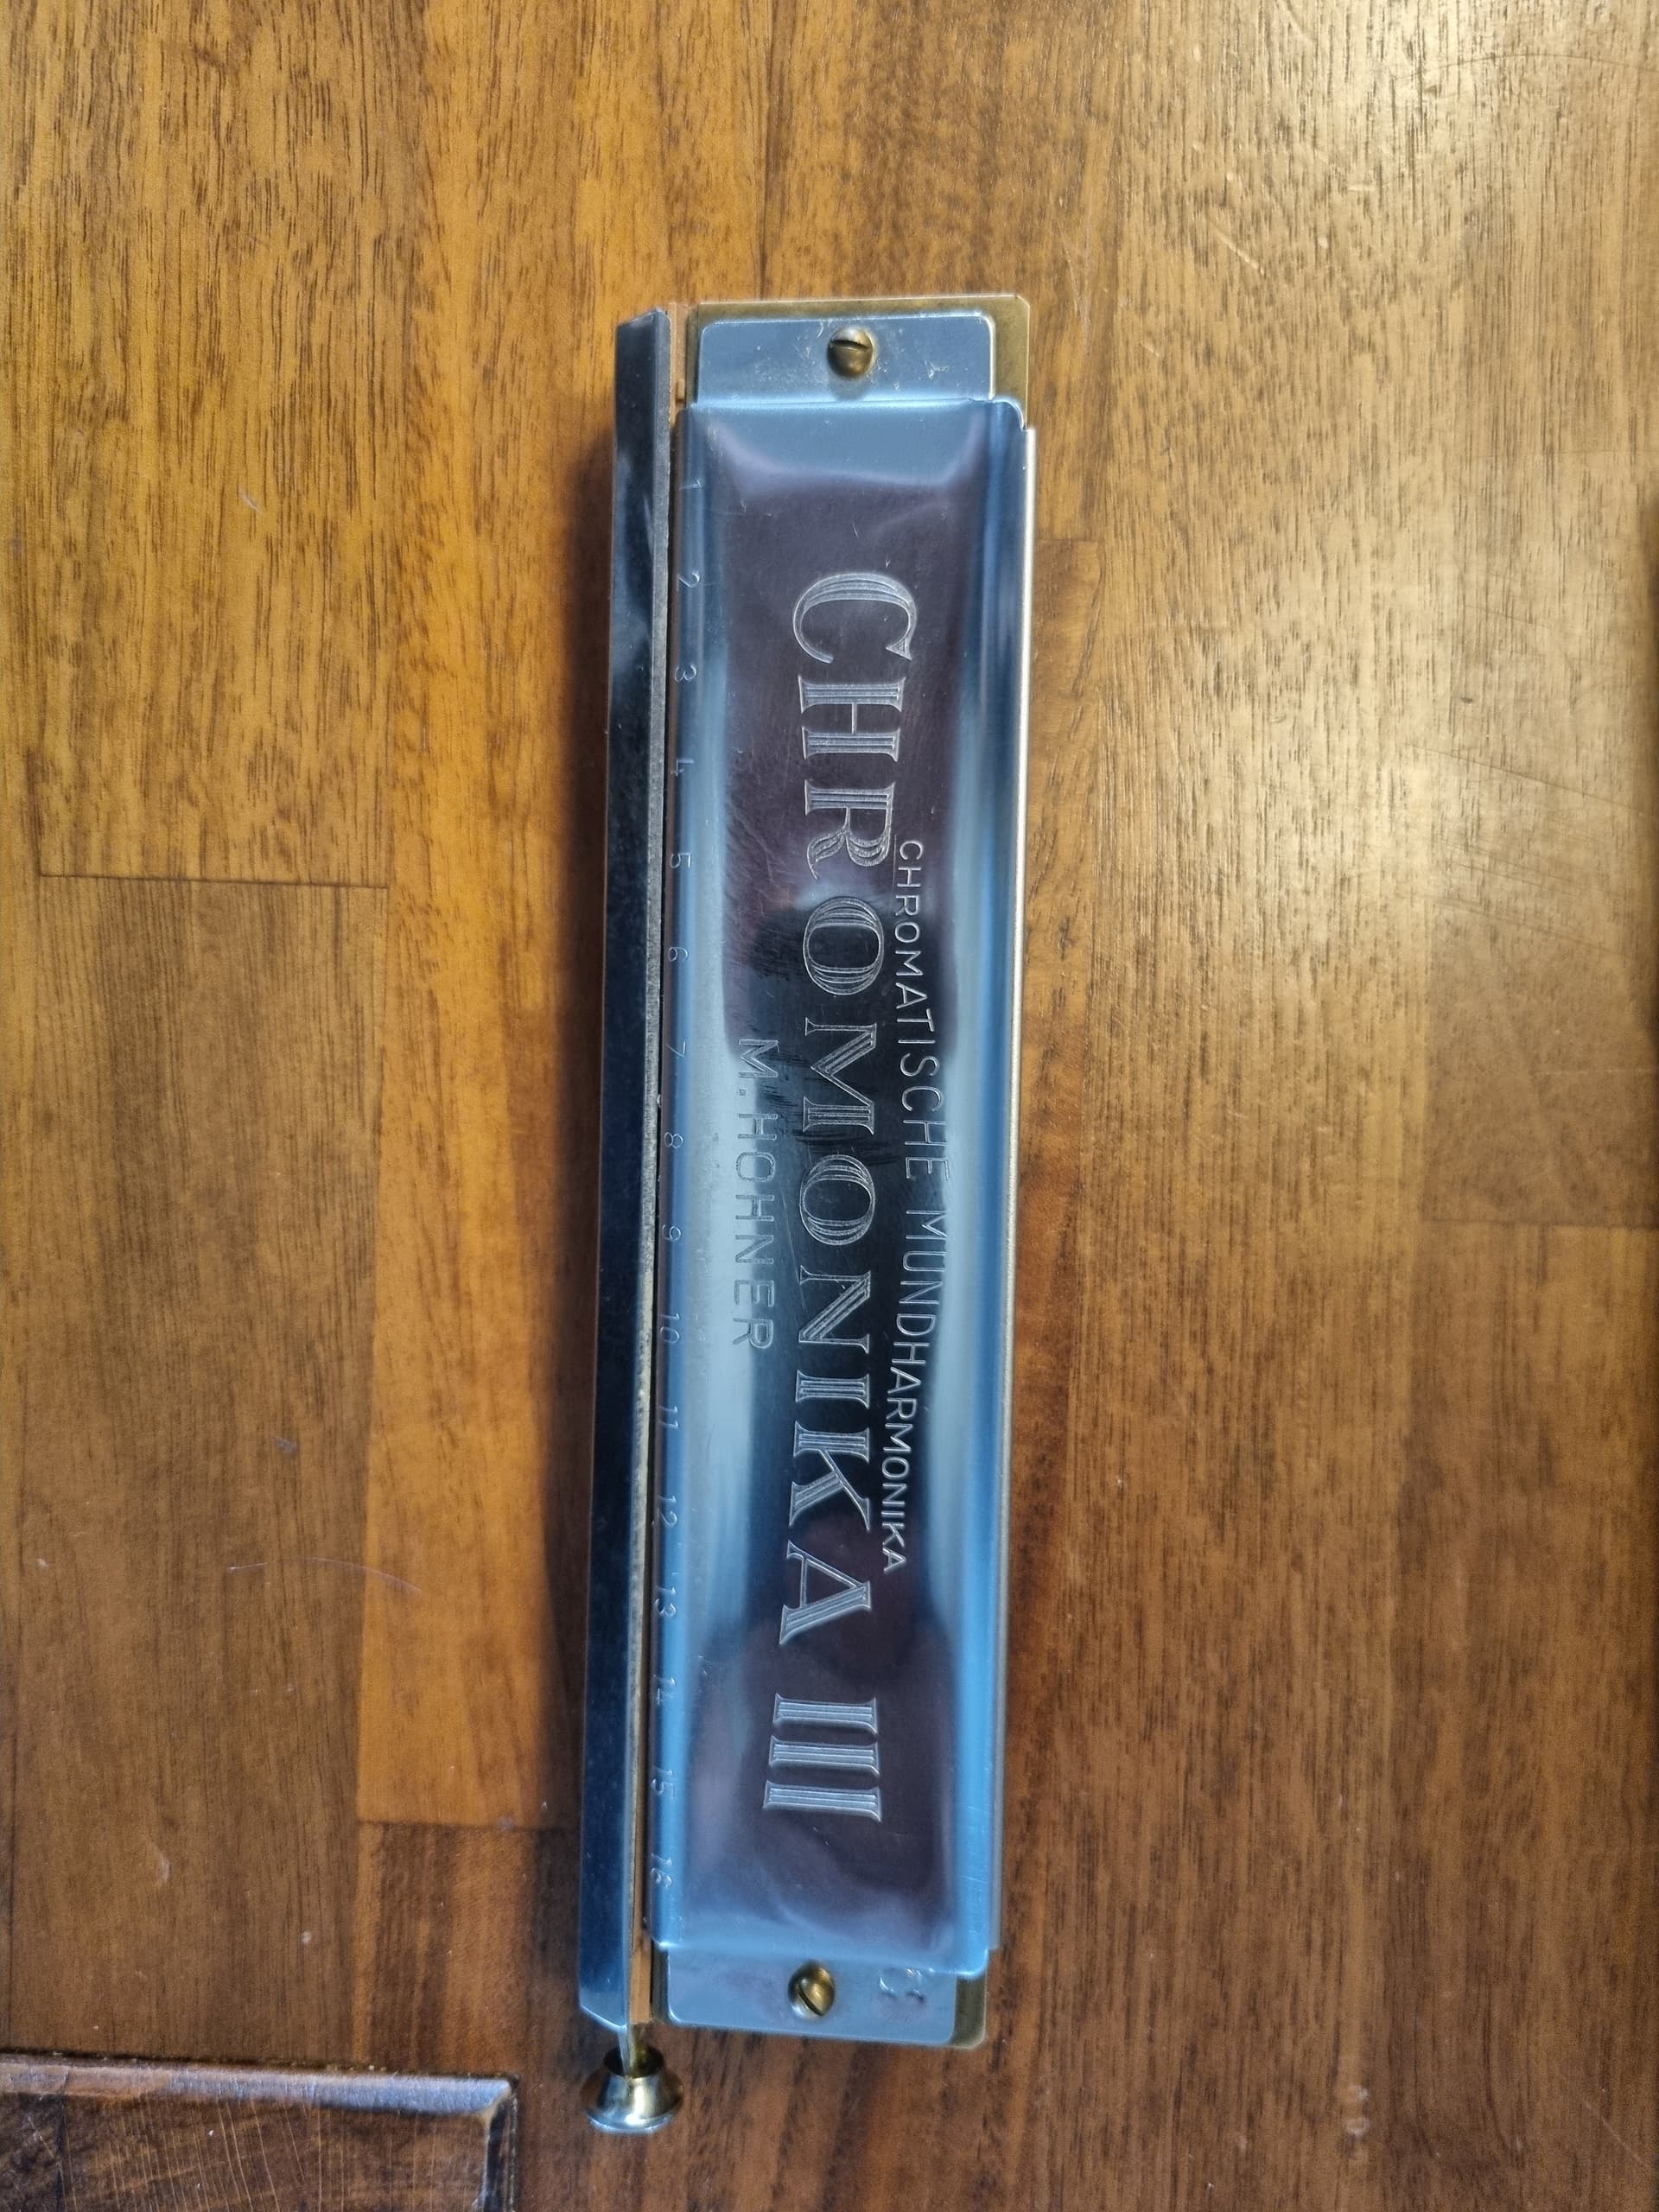 CHROMATISCHE MUNDHARMONIKA
CHROMONIKA III
M. HOHNER
1 2 3 4 5 6 7 8 9 10 11 12 13 14 15 16